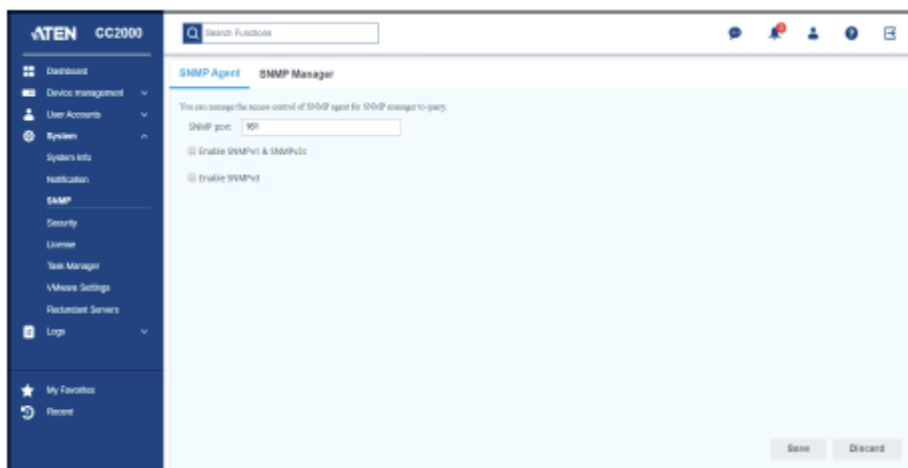 ATEN CC2000
Search Functions
Dashboard
Device management
User Accounts
System
System Info
Notification
SNMP
Security
License
Task Manager
VMware Settings
Redundant Servers
Logs
My Favorites
Recent
SNMP Agent SNMP Manager
You can manage the access control of SNMP agent for SNMP manager to query.
SNMP port:
Enable SNMPv1 & SNMPv2c
Enable SNMPv3
Save Discard